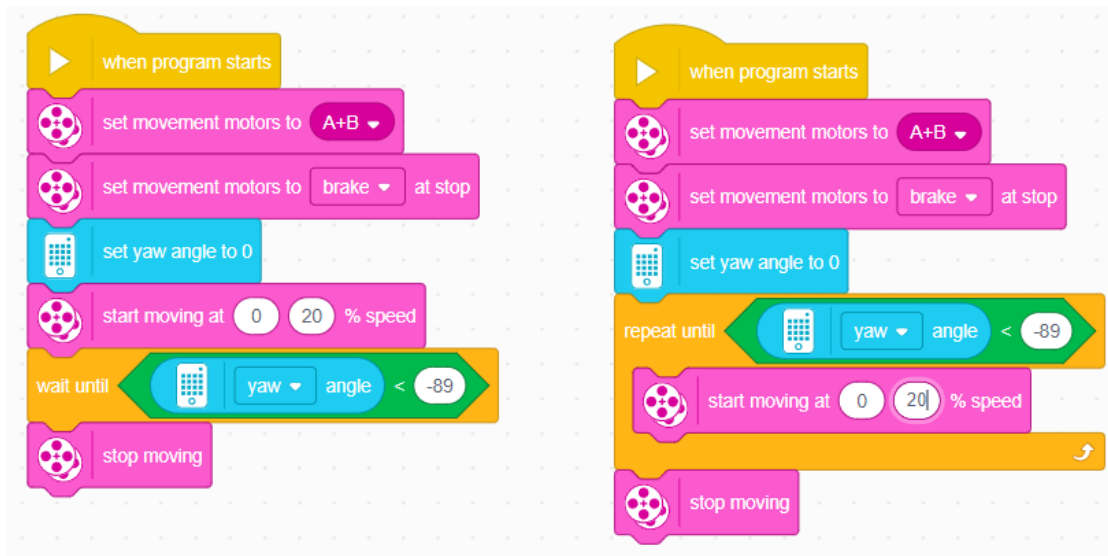 when program starts
set movement motors to A+B
set movement motors to brake at stop
set yaw angle to 0
start moving at 0 20 % speed
wait until yaw angle < -89
stop moving
when program starts
set movement motors to A+B
set movement motors to brake at stop
set yaw angle to 0
repeat until yaw angle < -89
start moving at 0 20 % speed
stop moving